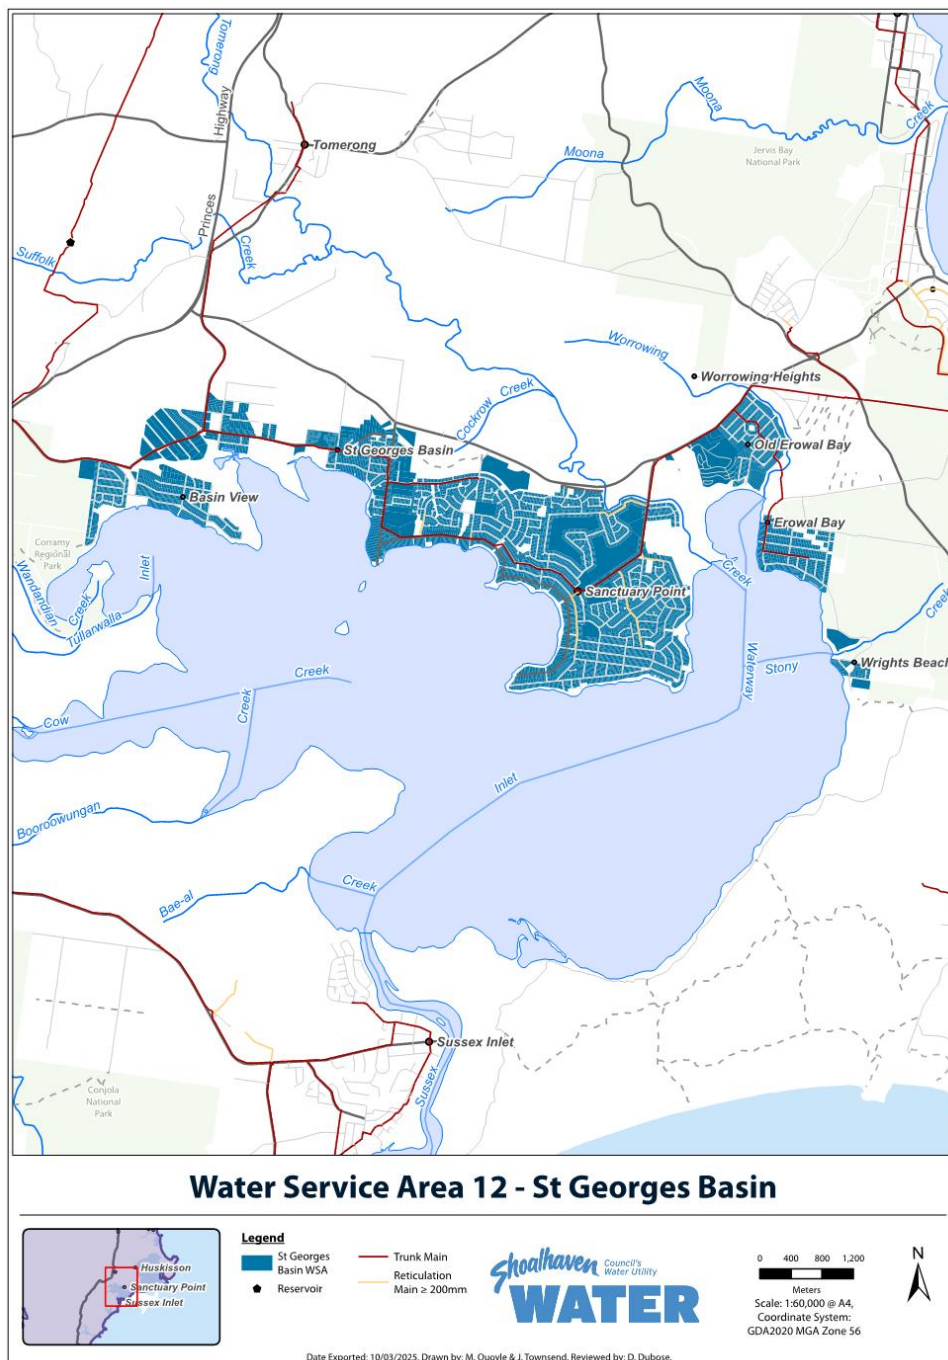 Tomerong
Highway
Princes
Tomerong
Creek
Suffolk
Moona
Creek
Moona
Jervis Bay
National Park
Worrowing
Worrowing Heights
Creek
Cockrow
St Georges Basin
Old Erowal Bay
Basin View
Erowal Bay
Corramy
Regional
Park
Inlet
Wandandian
Creek
Tullarwalla
Sanctuary Point
Creek
Creek
Waterway
Stony
Wrights Beach
Creek
Creek
Cow
Inlet
Booroowungan
Creek
Bae-al
Sussex Inlet
Sussex
Conjola
National
Park
Water Service Area 12 - St Georges Basin
Huskisson
Sanctuary Point
Sussex Inlet
Legend
St Georges
Basin WSA
Reservoir
Trunk Main
Reticulation
Main ≥ 200mm
Shoalhaven
Council's
Water Utility
WATER
0 400 800 1,200
Meters
Scale: 1:60,000 @ A4,
Coordinate System:
GDA2020 MGA Zone 56
N
Date Exported: 10/03/2025, Drawn by: M. Quoyle & J. Townsend, Reviewed by: D. Dubose.